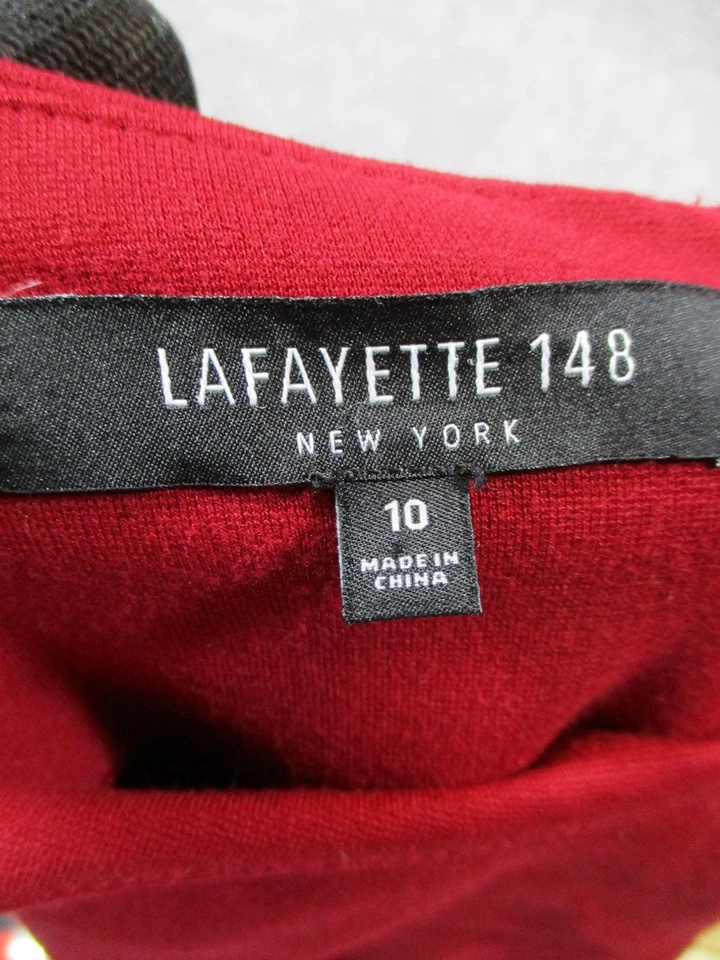 LAFAYETTE 148
NEW YORK
10
MADE IN
CHINA